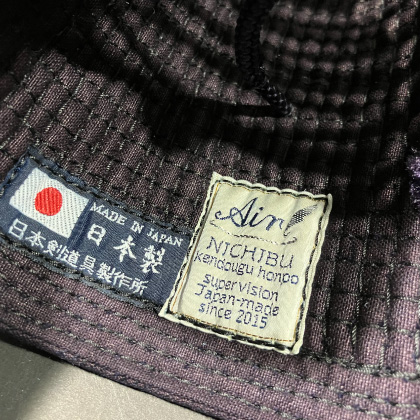 MADE IN JAPAN
日本製
日本剣道具製作所
Air
NICHIBU
kendougu honpo
supervision
Japan-made
since 2015